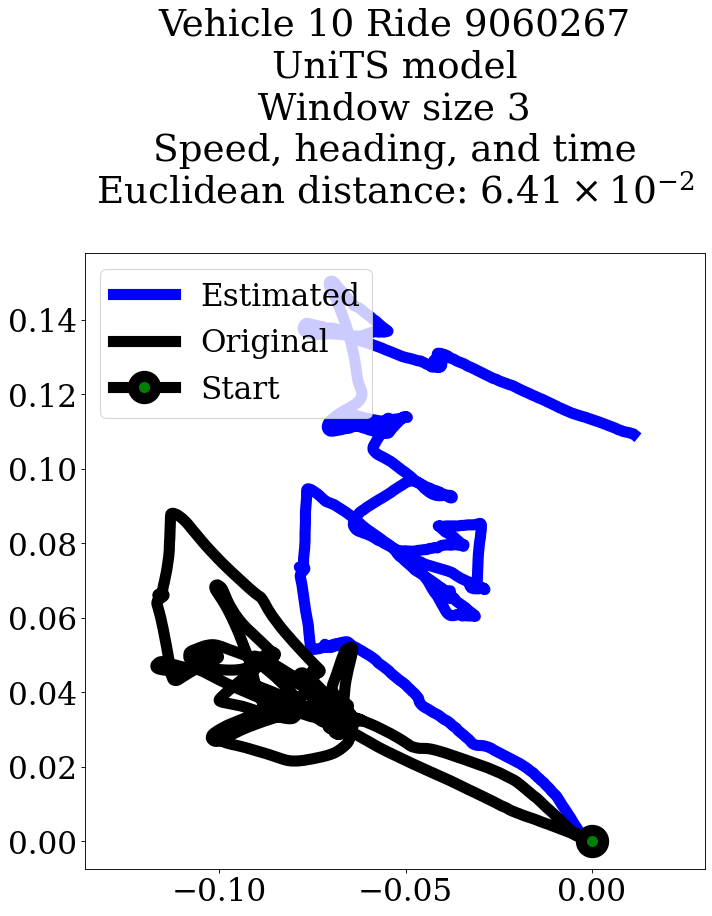 Vehicle 10 Ride 9060267
UniTS model
Window size 3
Speed, heading, and time
Euclidean distance: 6.41 × 10⁻²
Estimated
Original
Start
0.14
0.12
0.10
0.08
0.06
0.04
0.02
0.00
−0.10 −0.05 0.00